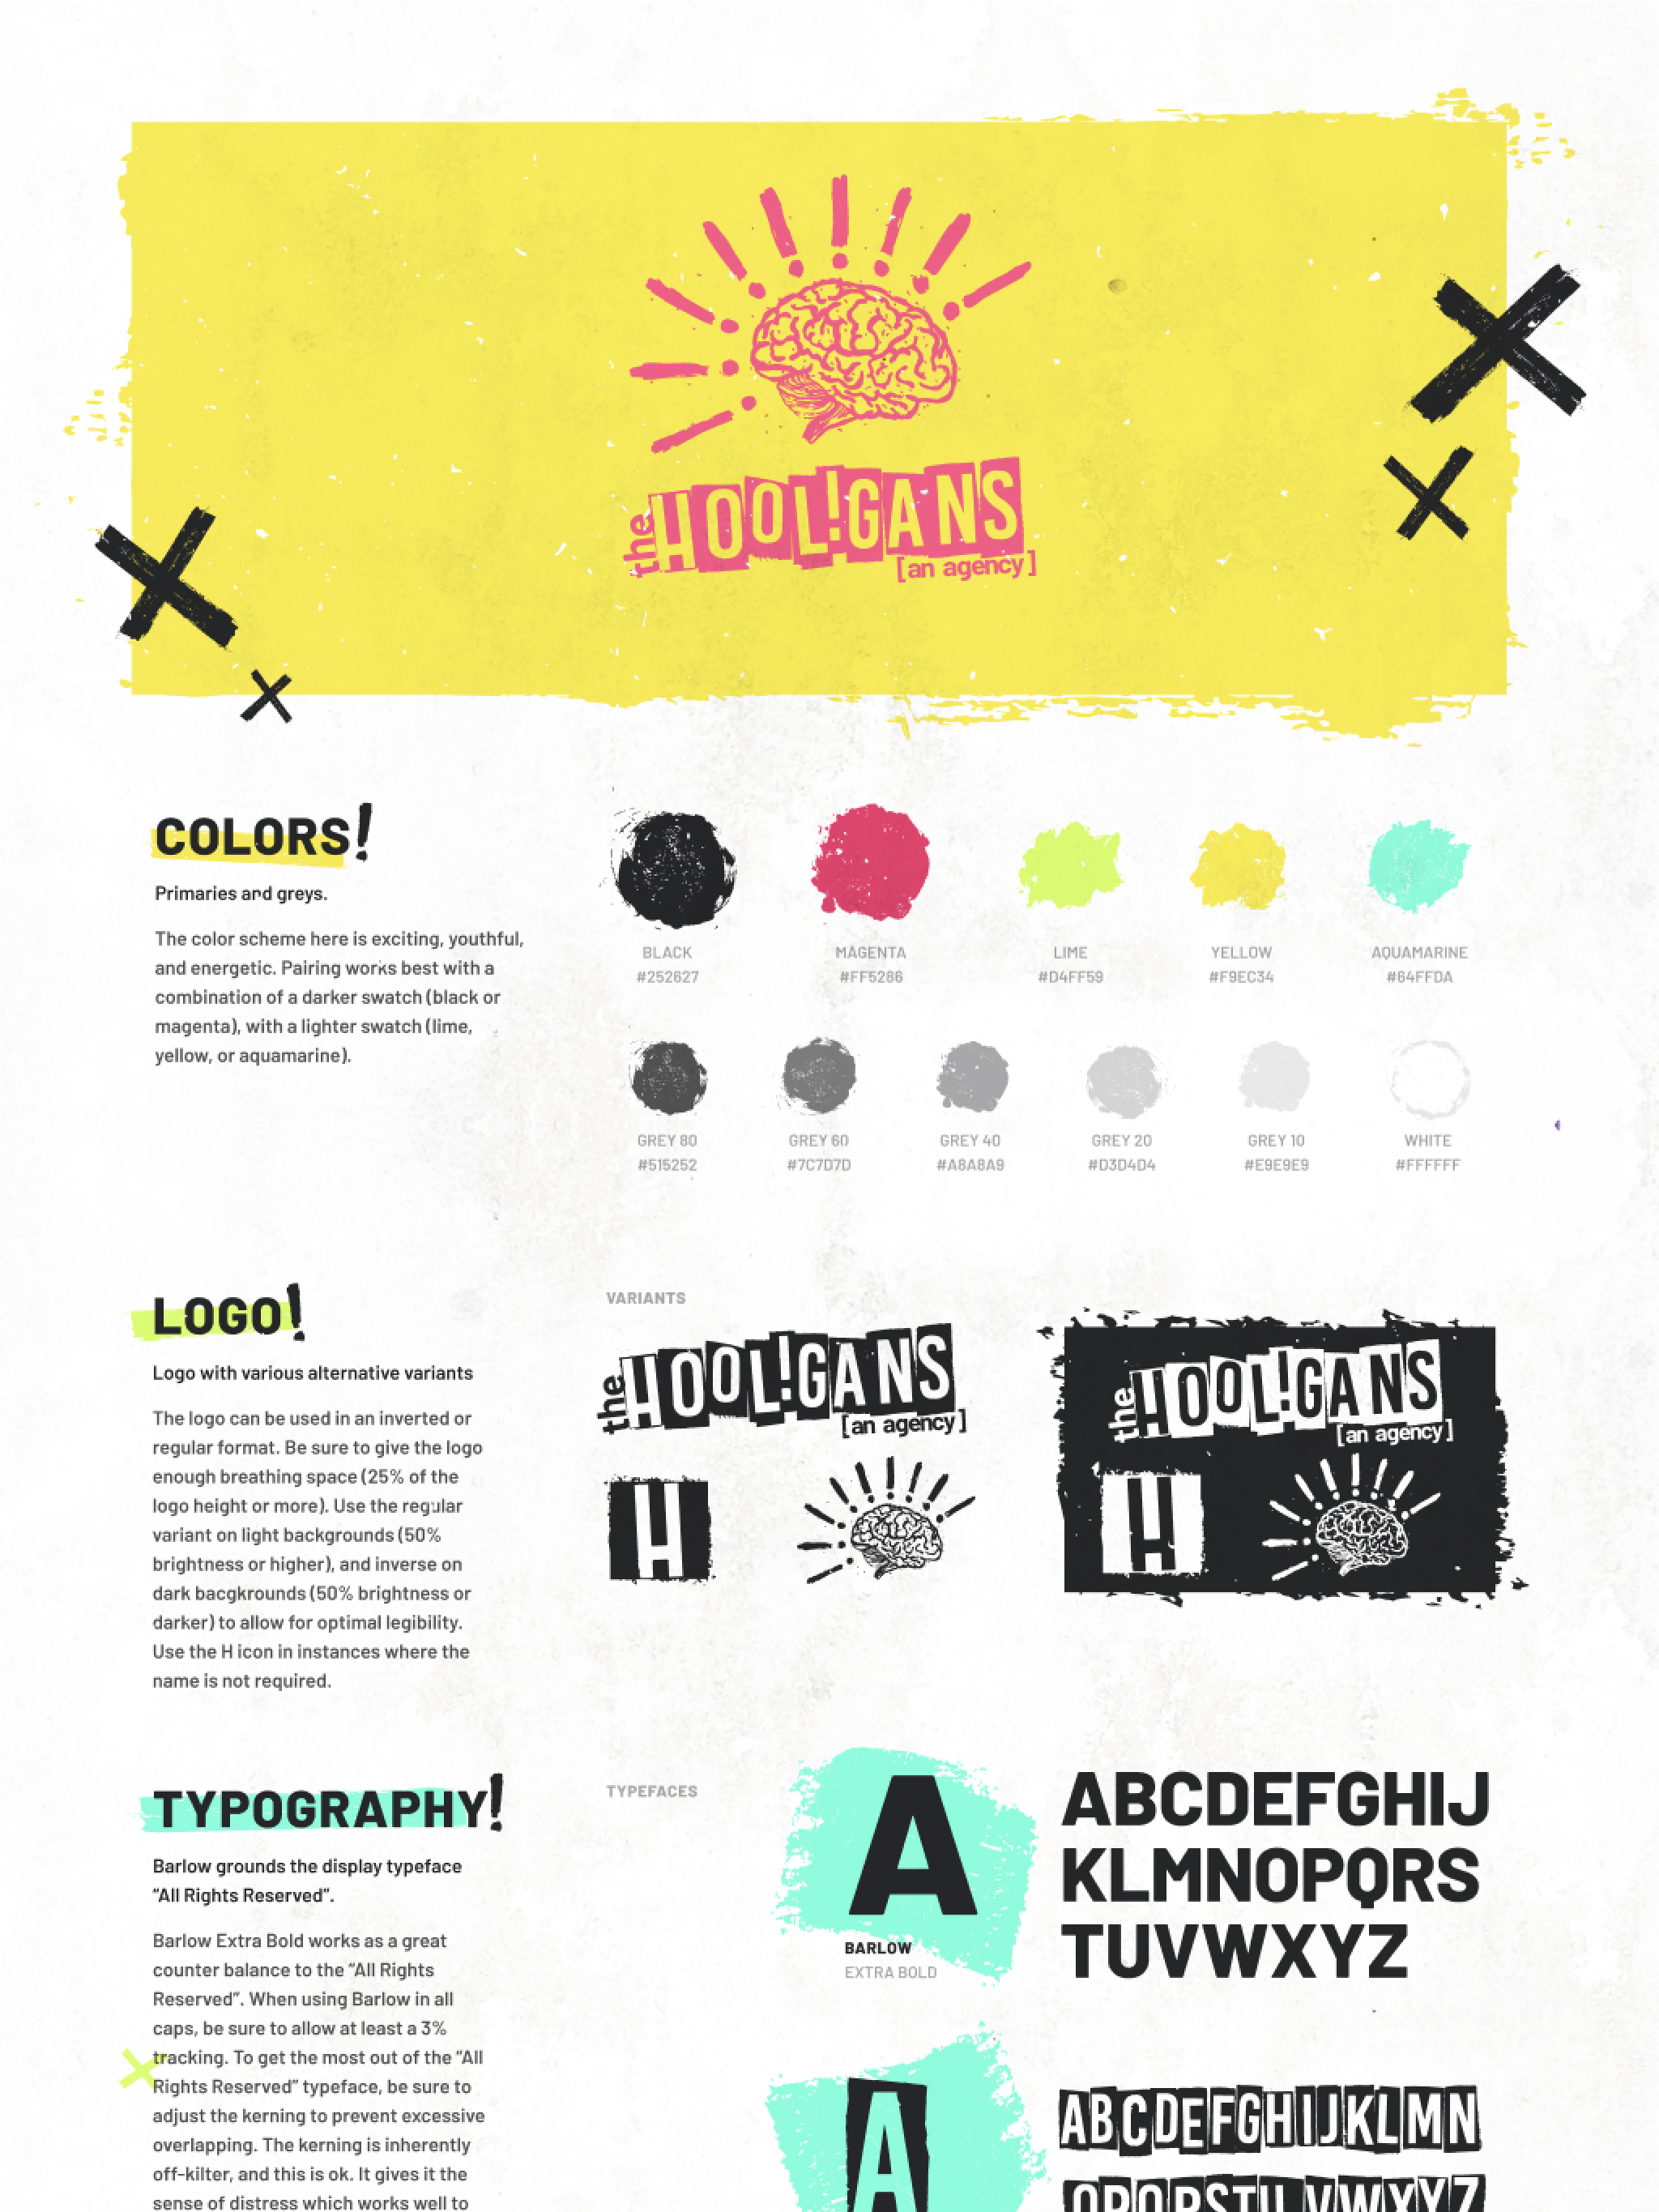 the HOOL!GANS
[an agency]
COLORS!
Primaries and greys.
The color scheme here is exciting, youthful,
and energetic. Pairing works best with a
combination of a darker swatch (black or
magenta), with a lighter swatch (lime,
yellow, or aquamarine).
BLACK
#252627
MAGENTA
#FF5286
LIME
#D4FF59
YELLOW
#F9EC34
AQUAMARINE
#64FFDA
GREY 80
#515252
GREY 60
#7C7D7D
GREY 40
#A8A8A9
GREY 20
#D3D4D4
GREY 10
#E9E9E9
WHITE
#FFFFFF
LOGO!
Logo with various alternative variants
The logo can be used in an inverted or
regular format. Be sure to give the logo
enough breathing space (25% of the
logo height or more). Use the regular
variant on light backgrounds (50%
brightness or higher), and inverse on
dark bacgkrounds (50% brightness or
darker) to allow for optimal legibility.
Use the H icon in instances where the
name is not required.
VARIANTS
the HOOL!GANS
[an agency]
H
the HOOL!GANS
[an agency]
H
TYPOGRAPHY!
Barlow grounds the display typeface
“All Rights Reserved”.
Barlow Extra Bold works as a great
counter balance to the “All Rights
Reserved”. When using Barlow in all
caps, be sure to allow at least a 3%
tracking. To get the most out of the “All
Rights Reserved” typeface, be sure to
adjust the kerning to prevent excessive
overlapping. The kerning is inherently
off-kilter, and this is ok. It gives it the
sense of distress which works well to
TYPEFACES
A
BARLOW
EXTRA BOLD
ABCDEFGHIJ
KLMNOPQRS
TUVWXYZ
A
ABCDEFGHIJKLMN
OPQRSTUVWXYZ